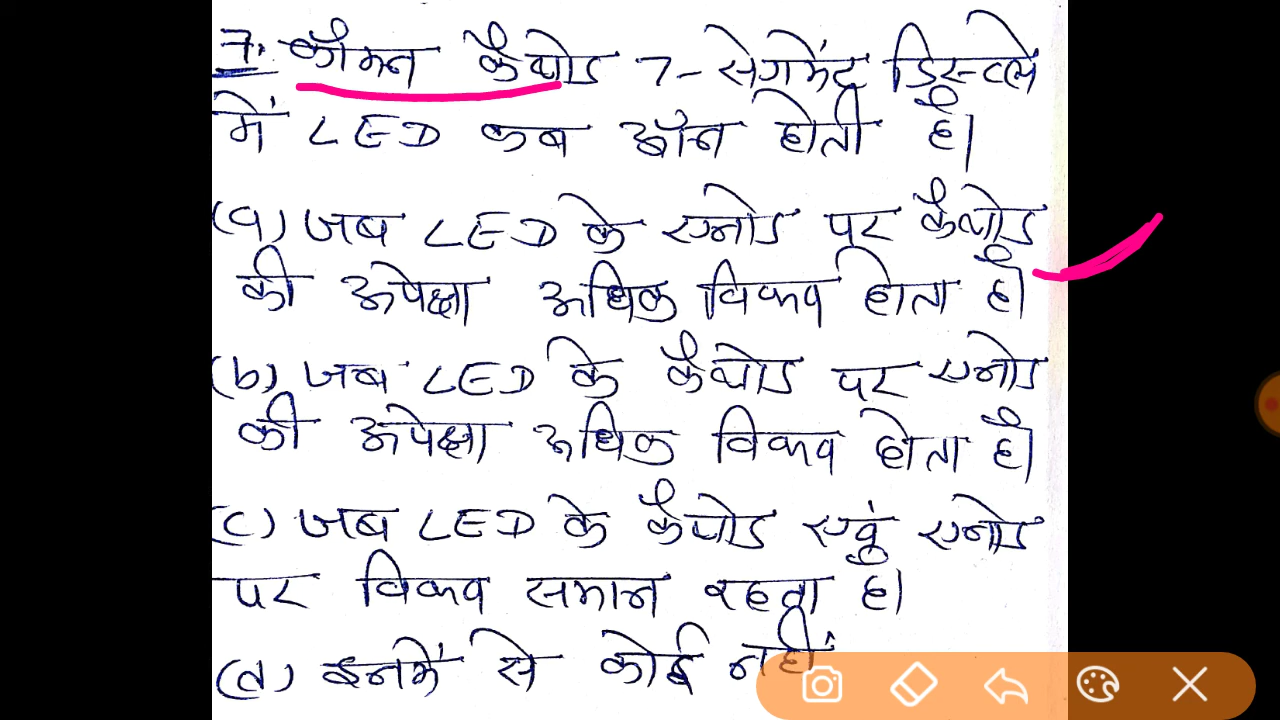 7. कॉमन कैथोड 7-सेगमेंट डिस्प्ले
में LED कब ऑन होती है।
(a) जब LED के एनोड पर कैथोड
की अपेक्षा अधिक विभव होता है।
(b) जब LED के कैथोड पर एनोड
की अपेक्षा अधिक विभव होता है।
(c) जब LED के कैथोड एवं एनोड
पर विभव समान रहता है।
(d) इनमें से कोई नहीं